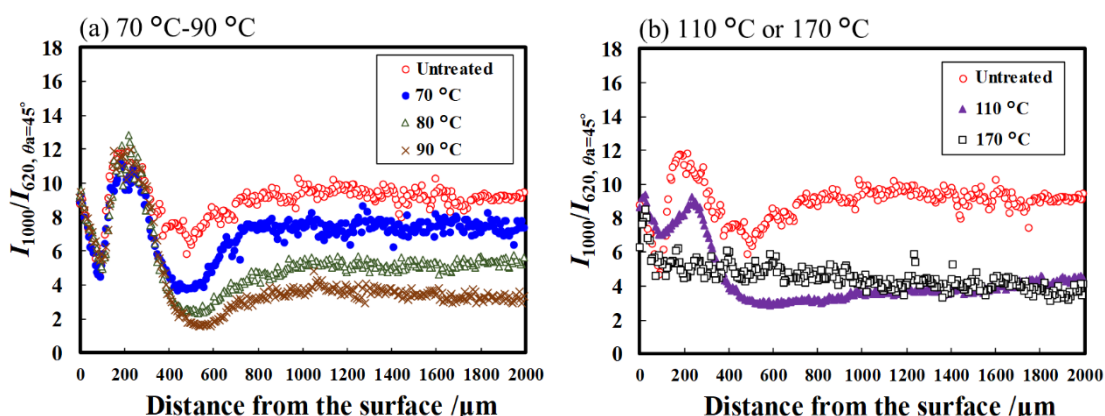 (a) 70 °C-90 °C
I1000/I620, θa=45°
18
16
14
12
10
8
6
4
2
0
Untreated
70 °C
80 °C
90 °C
0 200 400 600 800 1000 1200 1400 1600 1800 2000
Distance from the surface /µm
(b) 110 °C or 170 °C
I1000/I620, θa=45°
18
16
14
12
10
8
6
4
2
0
Untreated
110 °C
170 °C
0 200 400 600 800 1000 1200 1400 1600 1800 2000
Distance from the surface /µm